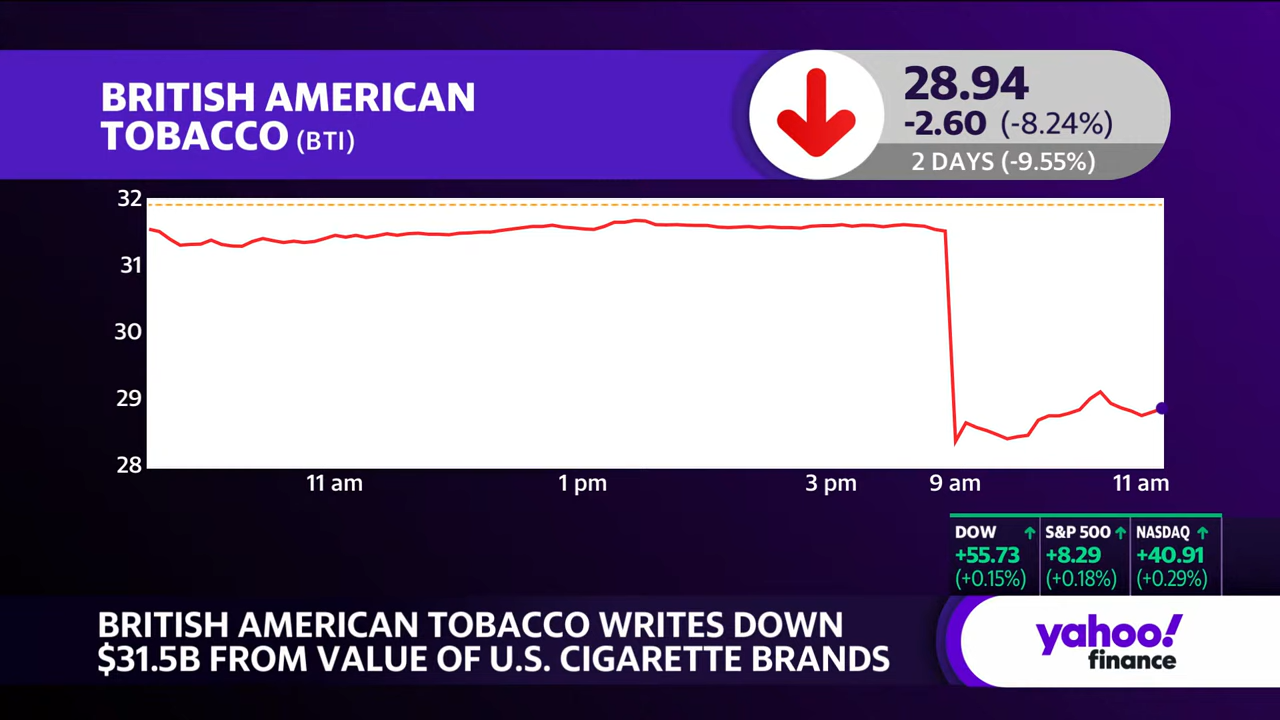 BRITISH AMERICAN
TOBACCO (BTI)
28.94
-2.60 (-8.24%)
2 DAYS (-9.55%)
32
31
30
29
28
11 am 1 pm 3 pm 9 am 11 am
DOW
+55.73
(+0.15%)
S&P 500
+8.29
(+0.18%)
NASDAQ
+40.91
(+0.29%)
BRITISH AMERICAN TOBACCO WRITES DOWN
$31.5B FROM VALUE OF U.S. CIGARETTE BRANDS
yahoo!
finance